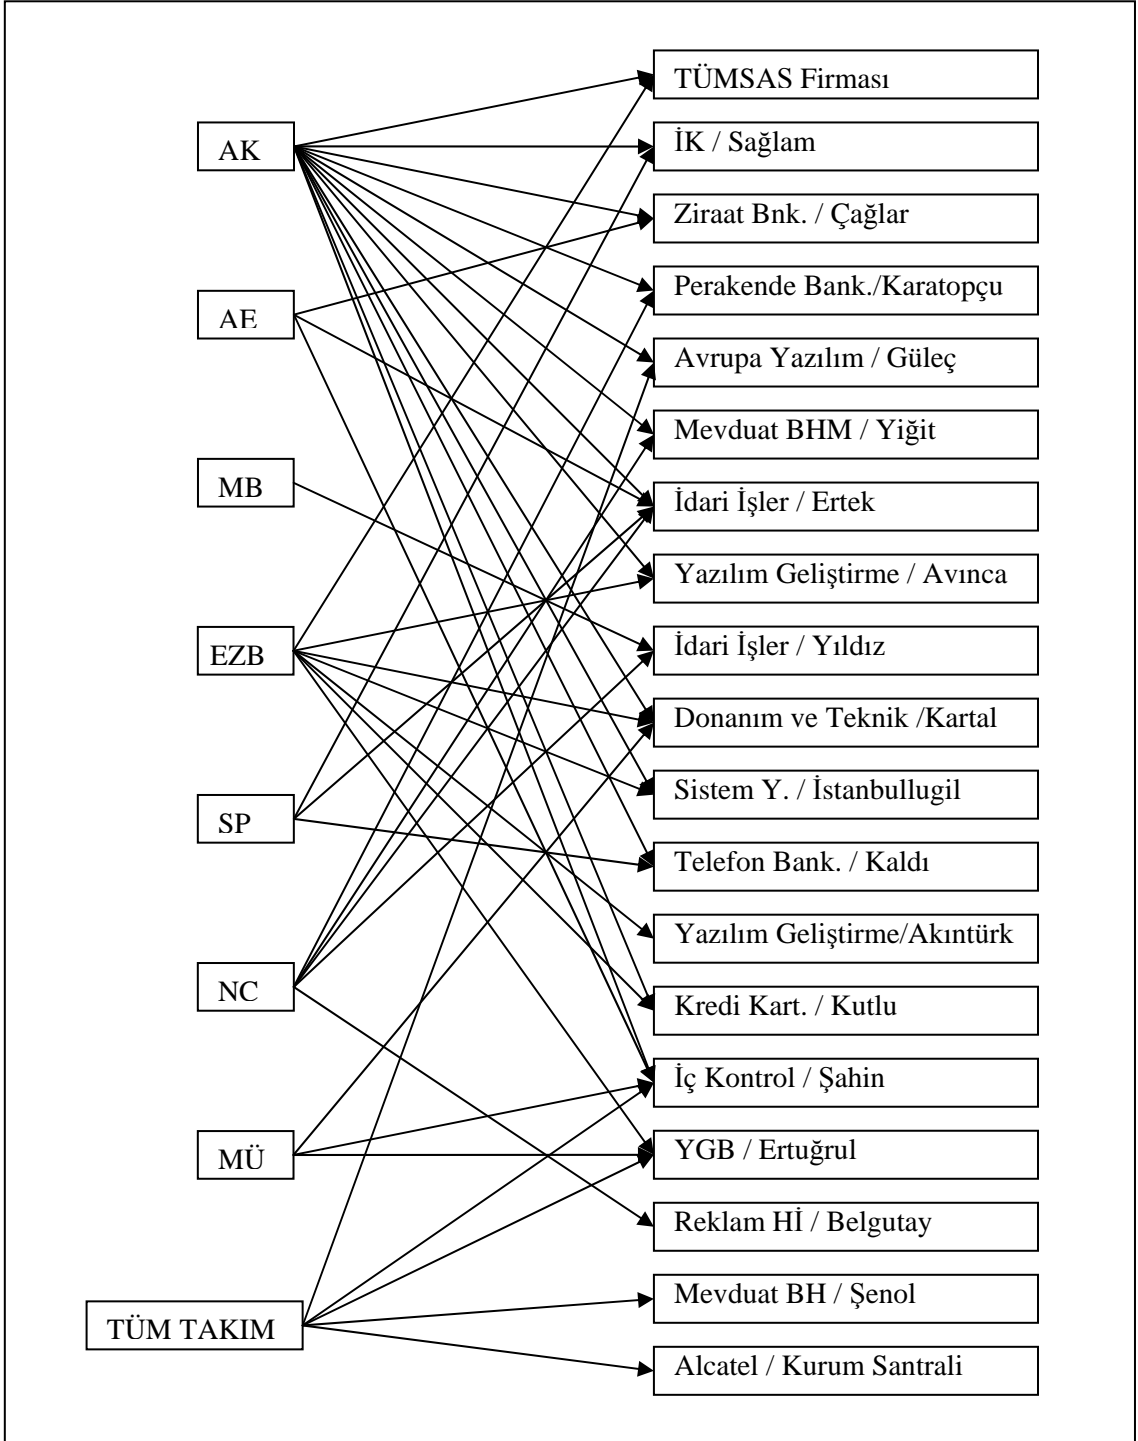 TÜMSAS Firması
AK
İK / Sağlam
Ziraat Bnk. / Çağlar
Perakende Bank./Karatopçu
AE
Avrupa Yazılım / Güleç
Mevduat BHM / Yiğit
MB
İdari İşler / Ertek
Yazılım Geliştirme / Avınca
EZB
İdari İşler / Yıldız
Donanım ve Teknik /Kartal
Sistem Y. / İstanbullugil
SP
Telefon Bank. / Kaldı
Yazılım Geliştirme/Akıntürk
NC
Kredi Kart. / Kutlu
İç Kontrol / Şahin
MÜ
YGB / Ertuğrul
Reklam Hİ / Belgutay
Mevduat BH / Şenol
TÜM TAKIM
Alcatel / Kurum Santrali